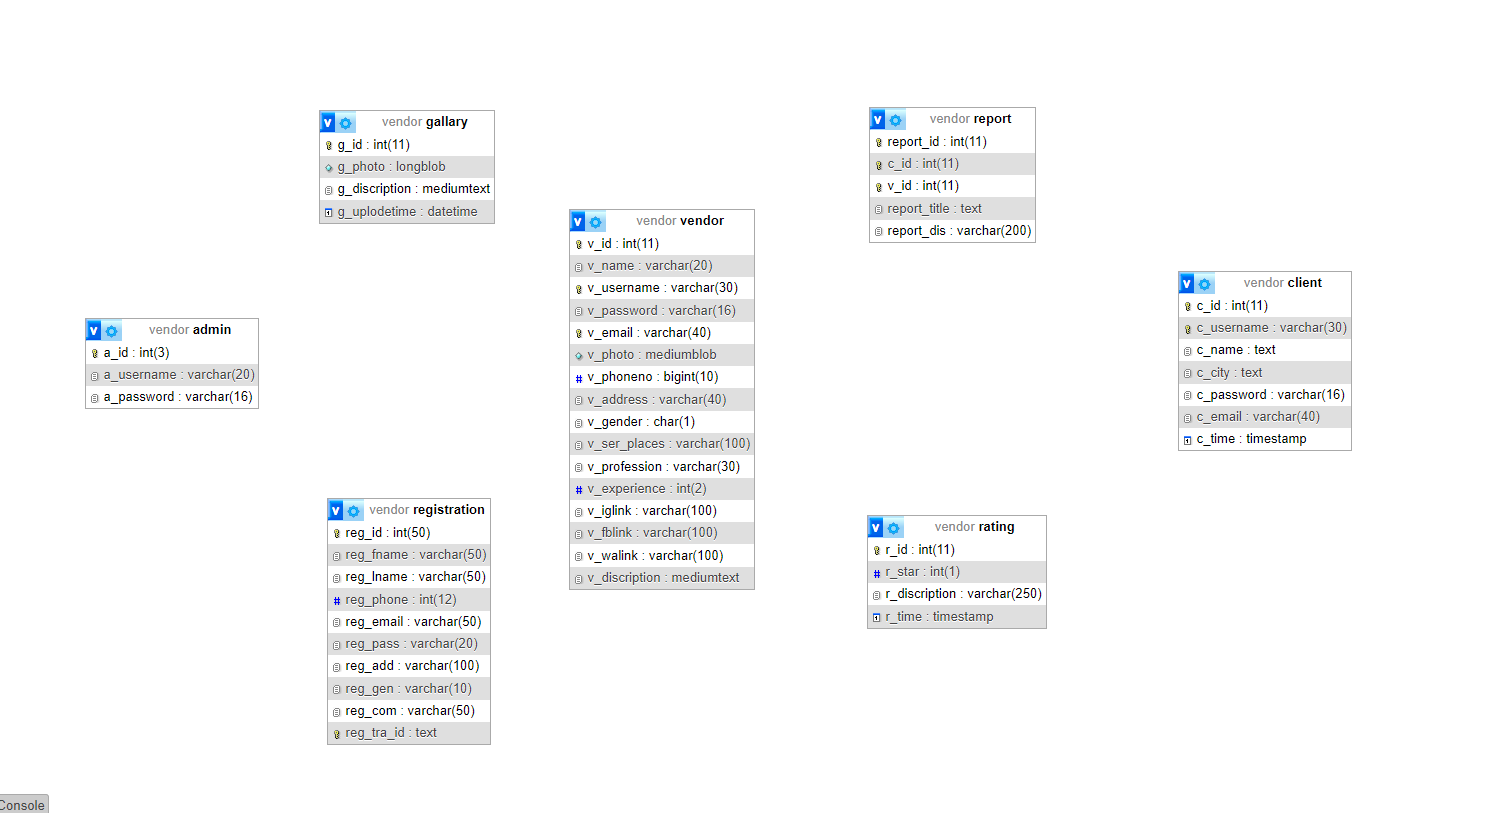 vendor gallary
g_id : int(11)
g_photo : longblob
g_discription : mediumtext
g_uplodetime : datetime
vendor report
report_id : int(11)
c_id : int(11)
v_id : int(11)
report_title : text
report_dis : varchar(200)
vendor vendor
v_id : int(11)
v_name : varchar(20)
v_username : varchar(30)
v_password : varchar(16)
v_email : varchar(40)
v_photo : mediumblob
v_phoneno : bigint(10)
v_address : varchar(40)
v_gender : char(1)
v_ser_places : varchar(100)
v_profession : varchar(30)
v_experience : int(2)
v_iglink : varchar(100)
v_fblink : varchar(100)
v_walink : varchar(100)
v_discription : mediumtext
vendor client
c_id : int(11)
c_username : varchar(30)
c_name : text
c_city : text
c_password : varchar(16)
c_email : varchar(40)
c_time : timestamp
vendor admin
a_id : int(3)
a_username : varchar(20)
a_password : varchar(16)
vendor registration
reg_id : int(50)
reg_fname : varchar(50)
reg_lname : varchar(50)
reg_phone : int(12)
reg_email : varchar(50)
reg_pass : varchar(20)
reg_add : varchar(100)
reg_gen : varchar(10)
reg_com : varchar(50)
reg_tra_id : text
vendor rating
r_id : int(11)
r_star : int(1)
r_discription : varchar(250)
r_time : timestamp
Console